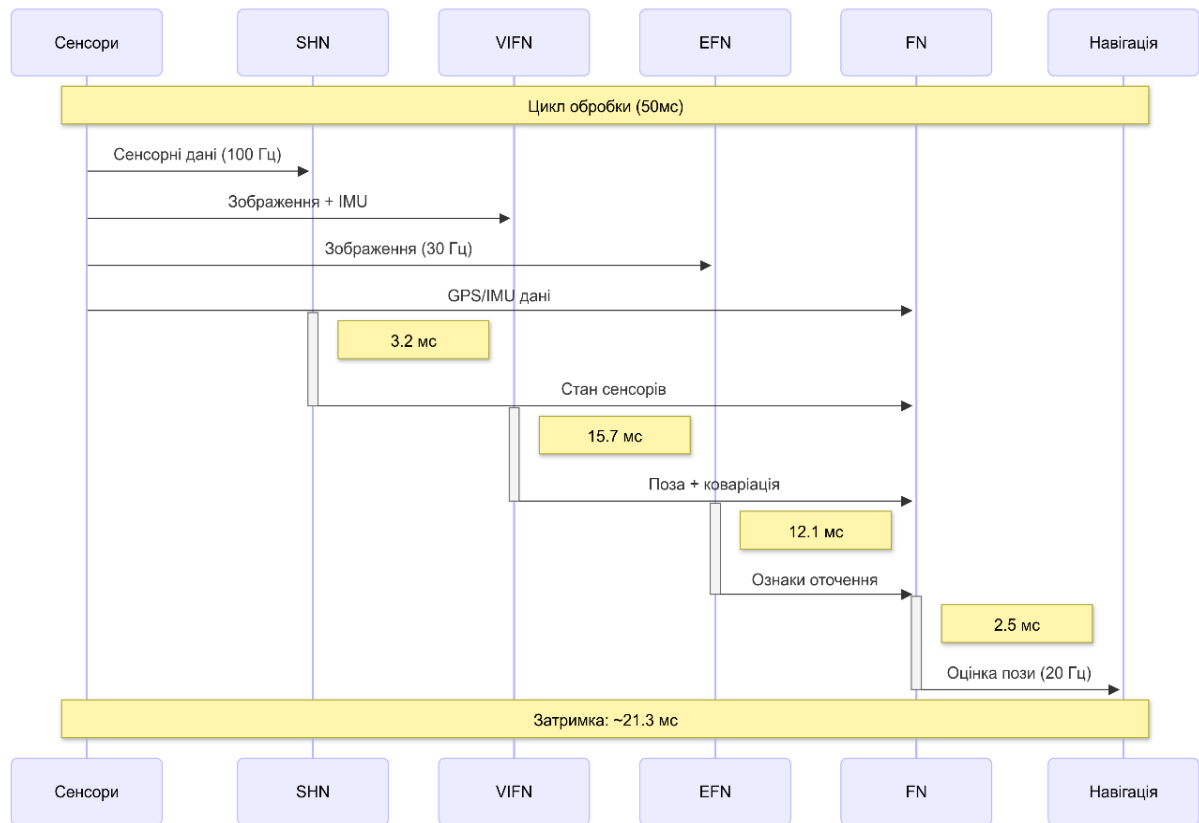 Сенсори
SHN
VIFN
EFN
FN
Навігація
Цикл обробки (50мс)
Сенсорні дані (100 Гц)
Зображення + IMU
Зображення (30 Гц)
GPS/IMU дані
3.2 мс
Стан сенсорів
15.7 мс
Поза + коваріація
12.1 мс
Ознаки оточення
2.5 мс
Оцінка пози (20 Гц)
Затримка: ~21.3 мс
Сенсори
SHN
VIFN
EFN
FN
Навігація